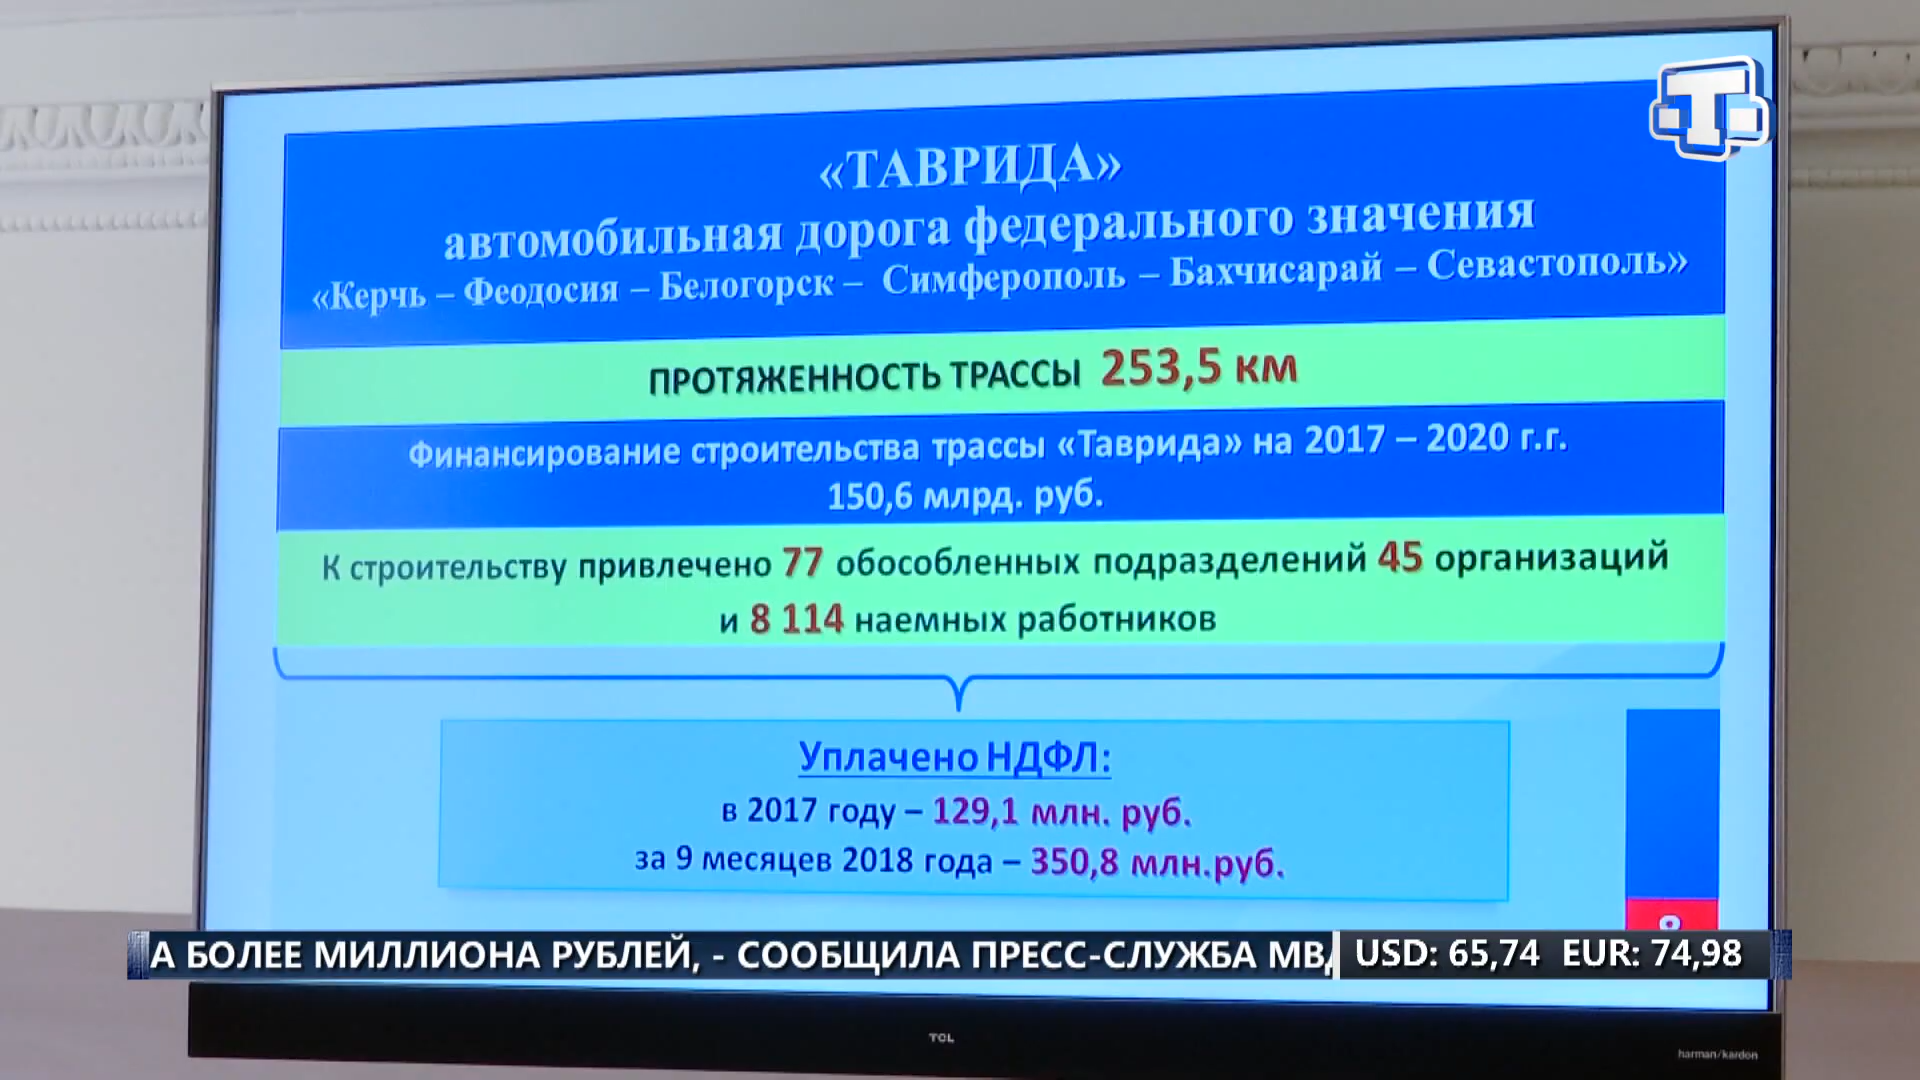 «ТАВРИДА»
автомобильная дорога федерального значения
«Керчь – Феодосия – Белогорск – Симферополь – Бахчисарай – Севастополь»
ПРОТЯЖЕННОСТЬ ТРАССЫ 253,5 км
Финансирование строительства трассы «Таврида» на 2017 – 2020 г.г.
150,6 млрд. руб.
К строительству привлечено 77 обособленных подразделений 45 организаций
и 8 114 наемных работников
Уплачено НДФЛ:
в 2017 году – 129,1 млн. руб.
за 9 месяцев 2018 года – 350,8 млн.руб.
А БОЛЕЕ МИЛЛИОНА РУБЛЕЙ, - СООБЩИЛА ПРЕСС-СЛУЖБА МВД
USD: 65,74 EUR: 74,98
TCL
harman/kardon
Т